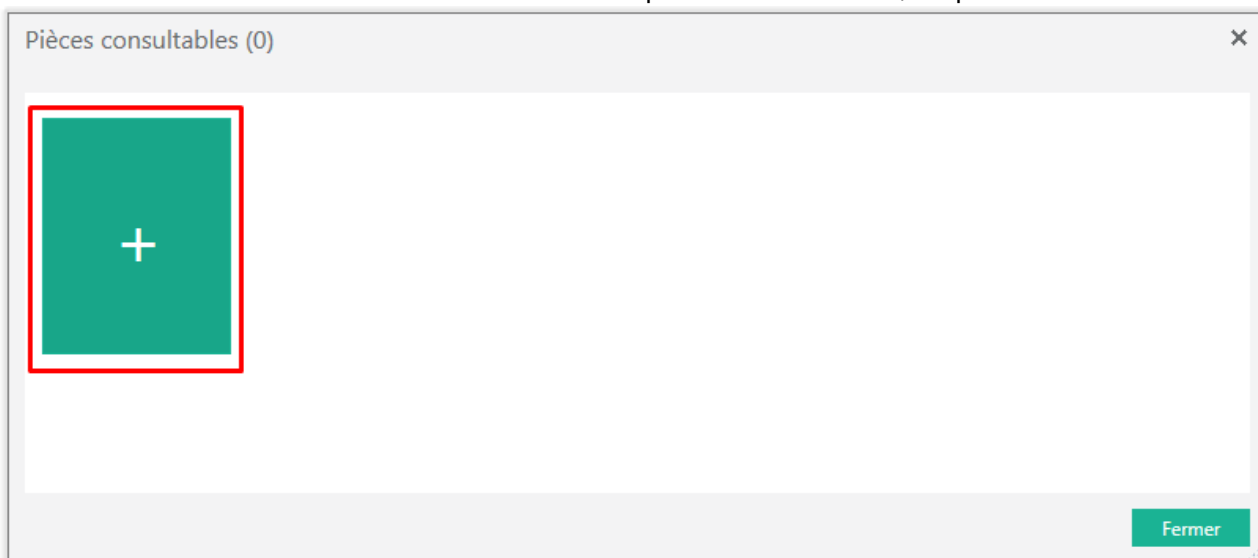 Pièces consultables (0)
+
Fermer